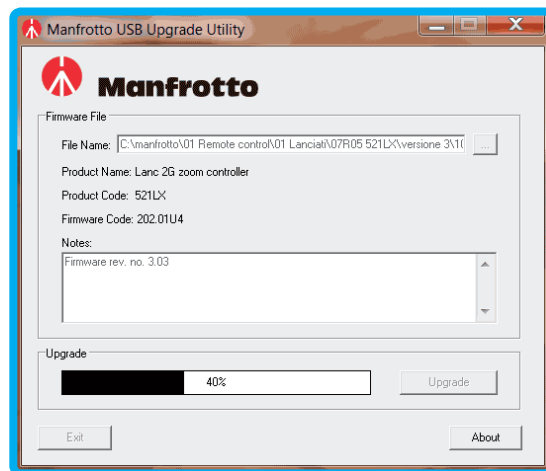 Manfrotto USB Upgrade Utility
Manfrotto
Firmware File
File Name: C:\manfrotto\01 Remote control\01 Lanciati\07R05 521LX\versione 3\10 ...
Product Name: Lanc 2G zoom controller
Product Code: 521LX
Firmware Code: 202.01U4
Notes:
Firmware rev. no. 3.03
Upgrade
40% Upgrade
Exit About